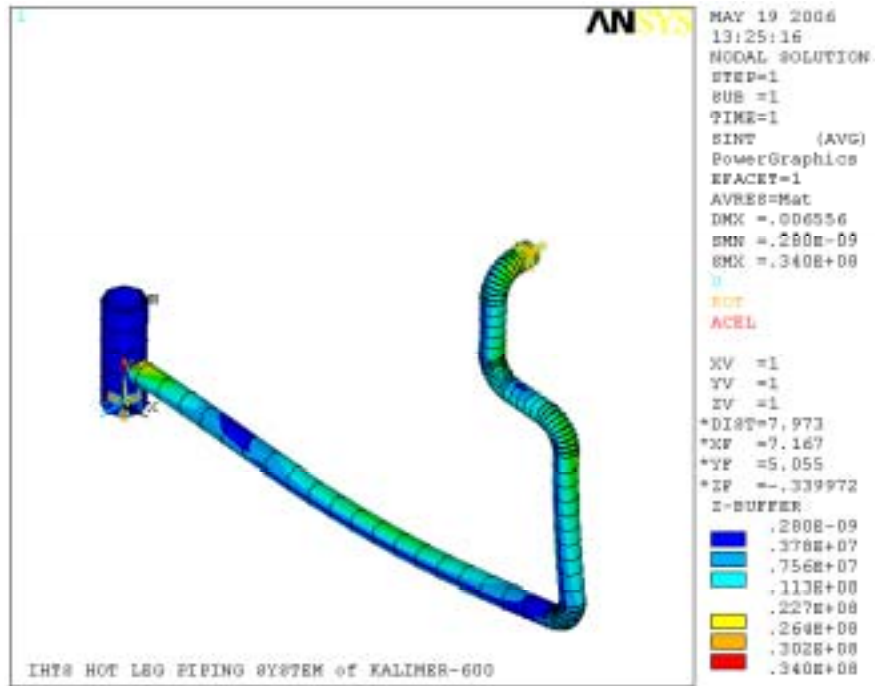 1
ANSYS
MAY 19 2006
13:25:16
NODAL SOLUTION
STEP=1
SUB =1
TIME=1
SINT (AVG)
PowerGraphics
EFACET=1
AVRES=Mat
DMX =.006556
SMN =.280E-09
SMX =.340E+08
U
ROT
ACEL
XV =1
YV =1
ZV =1
*DIST=7.973
*XF =7.167
*YF =5.055
*ZF =-.339972
Z-BUFFER
.280E-09
.378E+07
.756E+07
.113E+08
.227E+08
.264E+08
.302E+08
.340E+08
X
IHTS HOT LEG PIPING SYSTEM of KALIMER-600